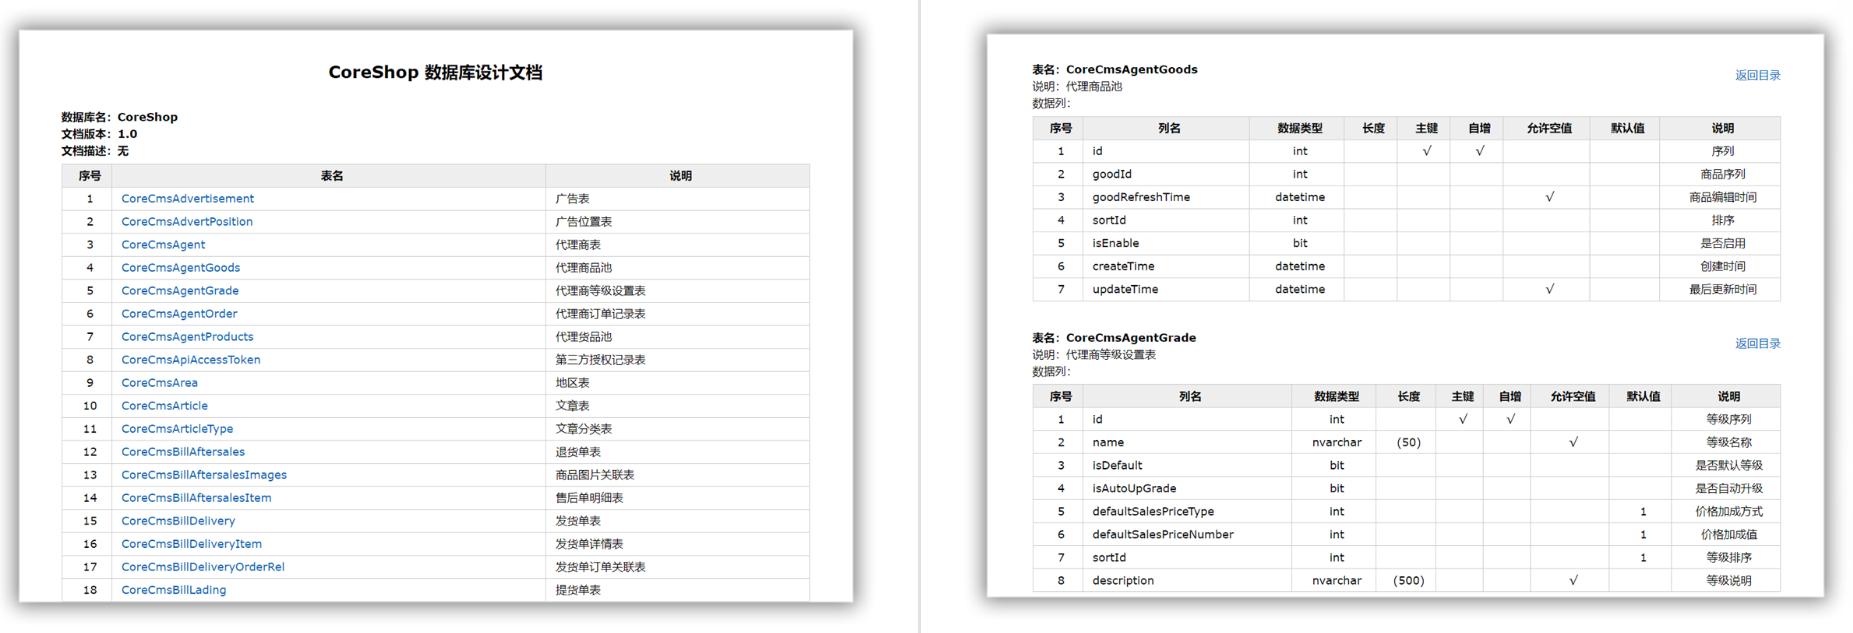 CoreShop 数据库设计文档
数据库名：CoreShop
文档版本：1.0
文档描述：无
序号 表名 说明
1 CoreCmsAdvertisement 广告表
2 CoreCmsAdvertPosition 广告位置表
3 CoreCmsAgent 代理商表
4 CoreCmsAgentGoods 代理商品池
5 CoreCmsAgentGrade 代理商等级设置表
6 CoreCmsAgentOrder 代理商订单记录表
7 CoreCmsAgentProducts 代理货品池
8 CoreCmsApiAccessToken 第三方授权记录表
9 CoreCmsArea 地区表
10 CoreCmsArticle 文章表
11 CoreCmsArticleType 文章分类表
12 CoreCmsBillAftersales 退货单表
13 CoreCmsBillAftersalesImages 商品图片关联表
14 CoreCmsBillAftersalesItem 售后单明细表
15 CoreCmsBillDelivery 发货单表
16 CoreCmsBillDeliveryItem 发货单详情表
17 CoreCmsBillDeliveryOrderRel 发货单订单关联表
18 CoreCmsBillLading 提货单表
表名：CoreCmsAgentGoods
返回目录
说明：代理商品池
数据列：
序号 列名 数据类型 长度 主键 自增 允许空值 默认值 说明
1 id int √ √ 序列
2 goodId int 商品序列
3 goodRefreshTime datetime √ 商品编辑时间
4 sortId int 排序
5 isEnable bit 是否启用
6 createTime datetime 创建时间
7 updateTime datetime √ 最后更新时间
表名：CoreCmsAgentGrade
返回目录
说明：代理商等级设置表
数据列：
序号 列名 数据类型 长度 主键 自增 允许空值 默认值 说明
1 id int √ √ 等级序列
2 name nvarchar (50) √ 等级名称
3 isDefault bit 是否默认等级
4 isAutoUpGrade bit 是否自动升级
5 defaultSalesPriceType int 1 价格加成方式
6 defaultSalesPriceNumber int 1 价格加成值
7 sortId int 1 等级排序
8 description nvarchar (500) √ 等级说明